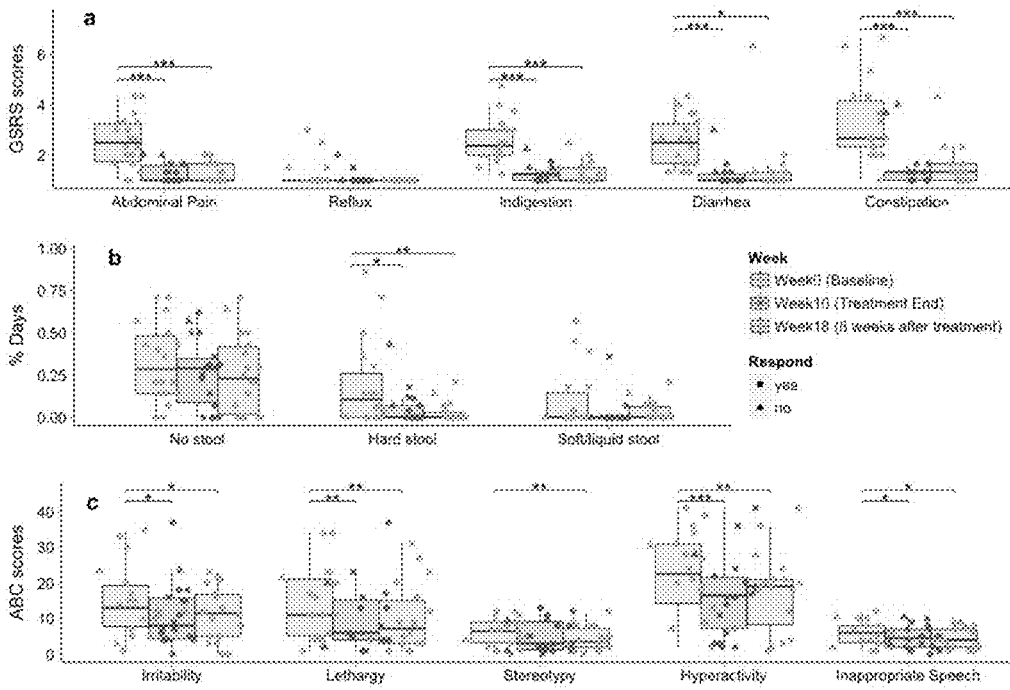 a
GSRS scores
6
4
2
***
***
***
***
*
***
***
***
Abdominal Pain
Reflux
Indigestion
Diarrhea
Constipation
b
% Days
1.00
0.75
0.50
0.25
0.00
**
*
No stool
Hard stool
Soft/liquid stool
Week
Week0 (Baseline)
Week10 (Treatment End)
Week18 (8 weeks after treatment)
Respond
yes
no
c
ABC scores
40
30
20
10
0
*
*
**
**
**
**
***
*
*
Irritability
Lethargy
Stereotypy
Hyperactivity
Inappropriate Speech